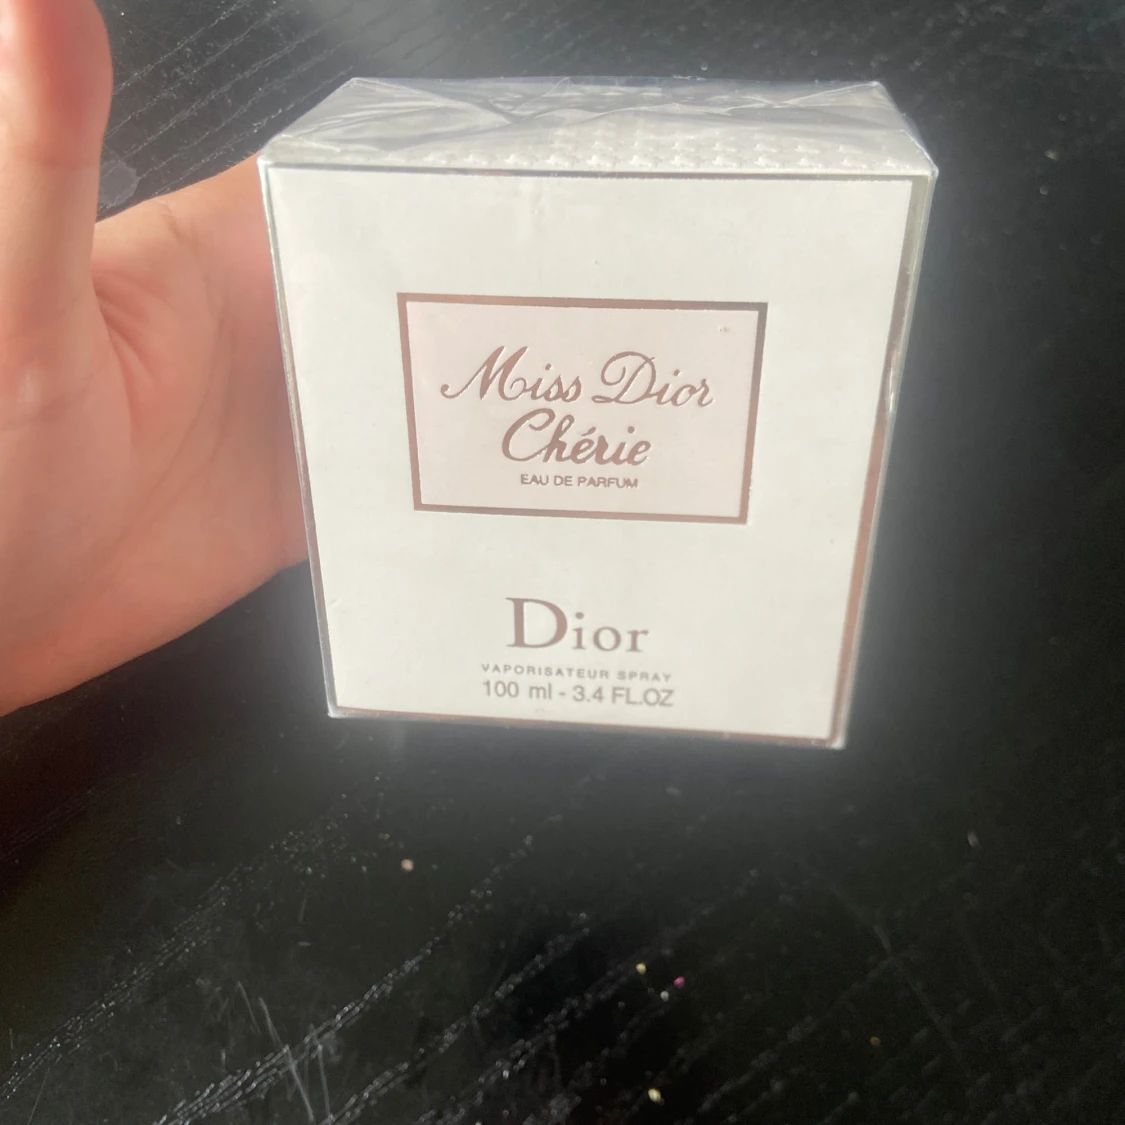 Miss Dior
Chérie
EAU DE PARFUM
Dior
VAPORISATEUR SPRAY
100 ml - 3.4 FL.OZ